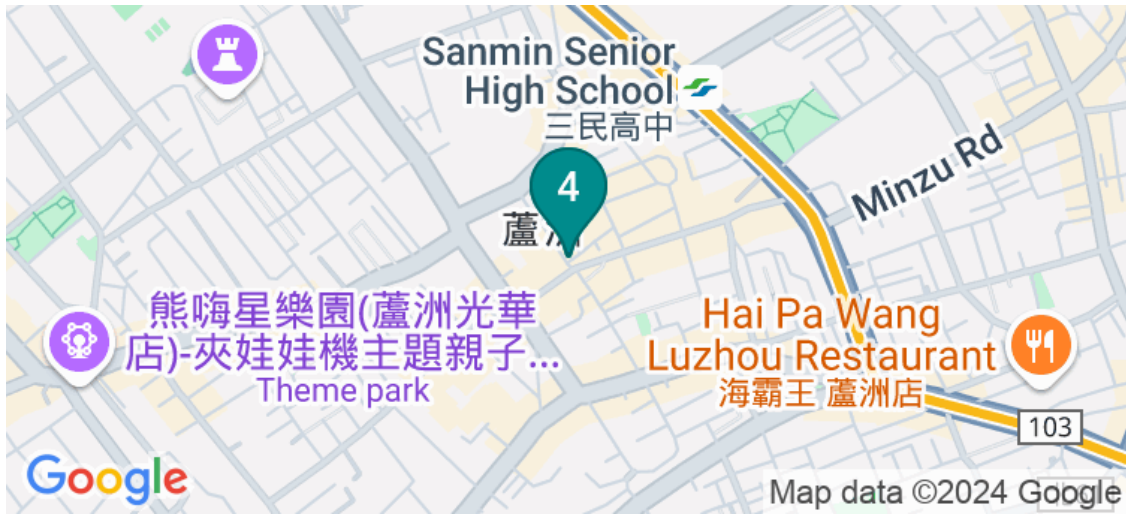 Sanmin Senior
High School
三民高中
4
Minzu Rd
熊嗨星樂園(蘆洲光華
店)-夾娃娃機主題親子...
Theme park
Hai Pa Wang
Luzhou Restaurant
海霸王 蘆洲店
103
Google
Map data ©2024 Google